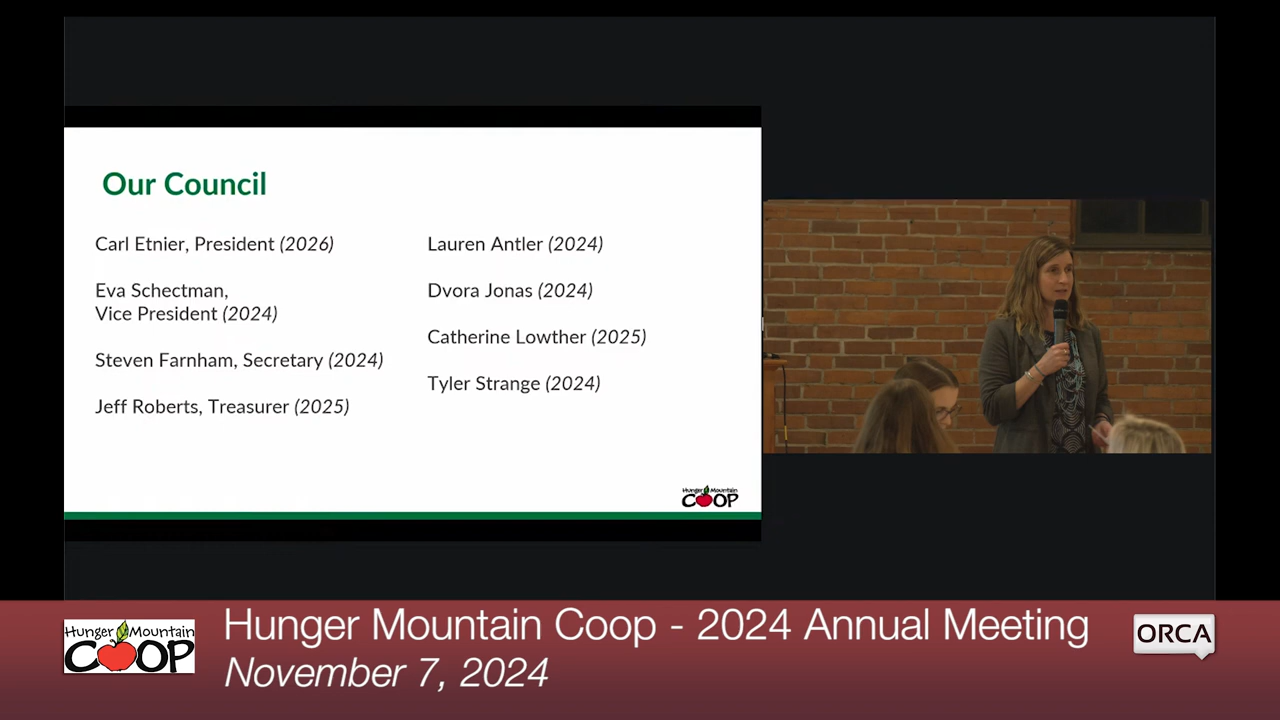 Our Council
Carl Etnier, President (2026)
Eva Schectman,
Vice President (2024)
Steven Farnham, Secretary (2024)
Jeff Roberts, Treasurer (2025)
Lauren Antler (2024)
Dvora Jonas (2024)
Catherine Lowther (2025)
Tyler Strange (2024)
Hunger Mountain
COOP
Hunger Mountain
COOP
Hunger Mountain Coop - 2024 Annual Meeting
November 7, 2024
ORCA